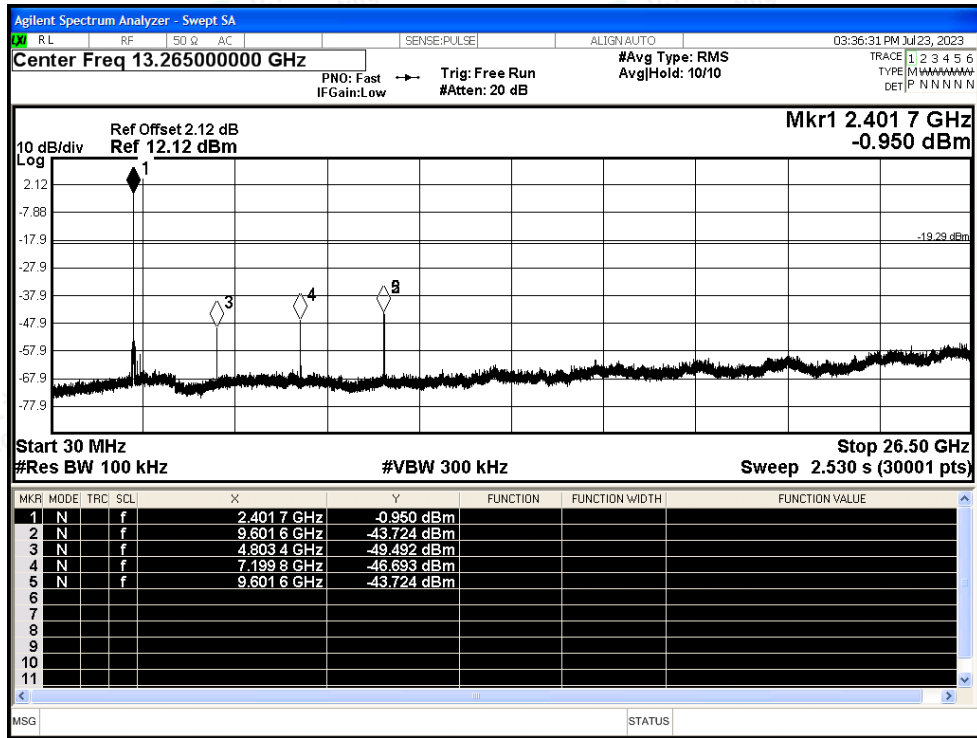 Agilent Spectrum Analyzer - Swept SA
LXI RL RF 50 Ω AC SENSE:PULSE ALIGN AUTO 03:36:31 PM Jul 23, 2023
Center Freq 13.265000000 GHz #Avg Type: RMS TRACE 1 2 3 4 5 6
PNO: Fast Trig: Free Run Avg|Hold: 10/10 TYPE M
IFGain:Low #Atten: 20 dB DET P N N N N N
Mkr1 2.401 7 GHz
Ref Offset 2.12 dB -0.950 dBm
10 dB/div Ref 12.12 dBm
Log
1
2.12
-7.88
-17.9
-19.29 dBm
-27.9
-37.9
3 4
-47.9
-57.9
-67.9
-77.9
Start 30 MHz Stop 26.50 GHz
#Res BW 100 kHz #VBW 300 kHz Sweep 2.530 s (30001 pts)
MKR MODE TRC SCL X Y FUNCTION FUNCTION WIDTH FUNCTION VALUE
1 N f 2.401 7 GHz -0.950 dBm
2 N f 9.601 6 GHz -43.724 dBm
3 N f 4.803 4 GHz -49.492 dBm
4 N f 7.199 8 GHz -46.693 dBm
5 N f 9.601 6 GHz -43.724 dBm
6
7
8
9
10
11
MSG STATUS